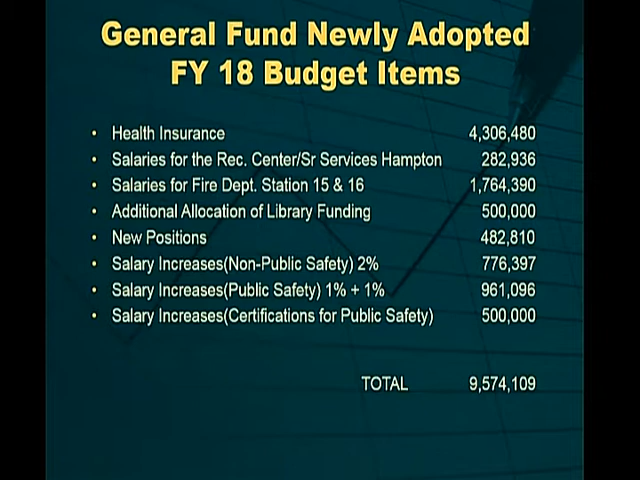 General Fund Newly Adopted
FY 18 Budget Items
• Health Insurance 4,306,480
• Salaries for the Rec. Center/Sr Services Hampton 282,936
• Salaries for Fire Dept. Station 15 & 16 1,764,390
• Additional Allocation of Library Funding 500,000
• New Positions 482,810
• Salary Increases(Non-Public Safety) 2% 776,397
• Salary Increases(Public Safety) 1% + 1% 961,096
• Salary Increases(Certifications for Public Safety) 500,000
TOTAL 9,574,109